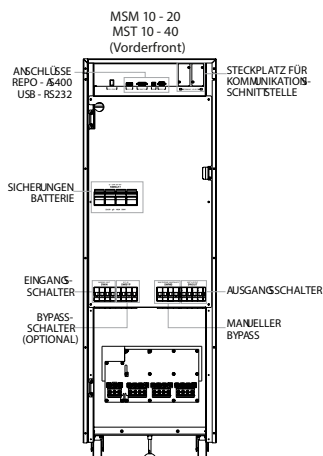 MSM 10 - 20
MST 10 - 40
(Vorderfront)
ANSCHLÜSSE
REPO - AS400
USB - RS232
STECKPLATZ FÜR
KOMMUNIKATIONS-
SCHNITTSTELLE
SICHERUNGEN
BATTERIE
EINGANGS-
SCHALTER
AUSGANGSSCHALTER
BYPASS-
SCHALTER
(OPTIONAL)
MANUELLER
BYPASS